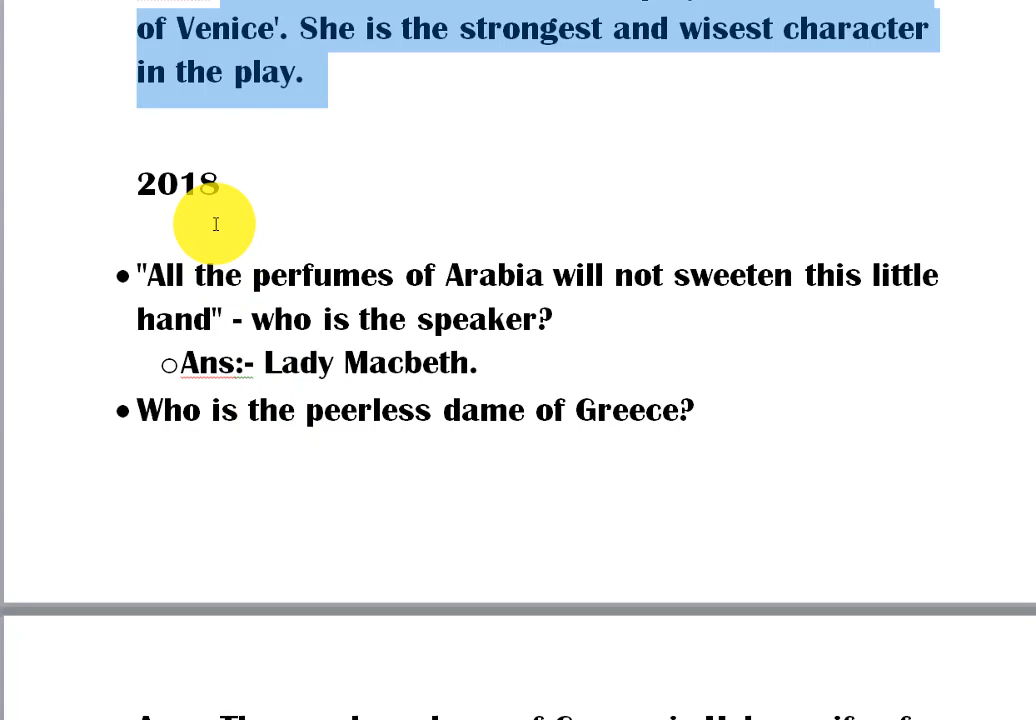 of Venice'. She is the strongest and wisest character
in the play.
2018
• "All the perfumes of Arabia will not sweeten this little
hand" - who is the speaker?
○ Ans:- Lady Macbeth.
• Who is the peerless dame of Greece?